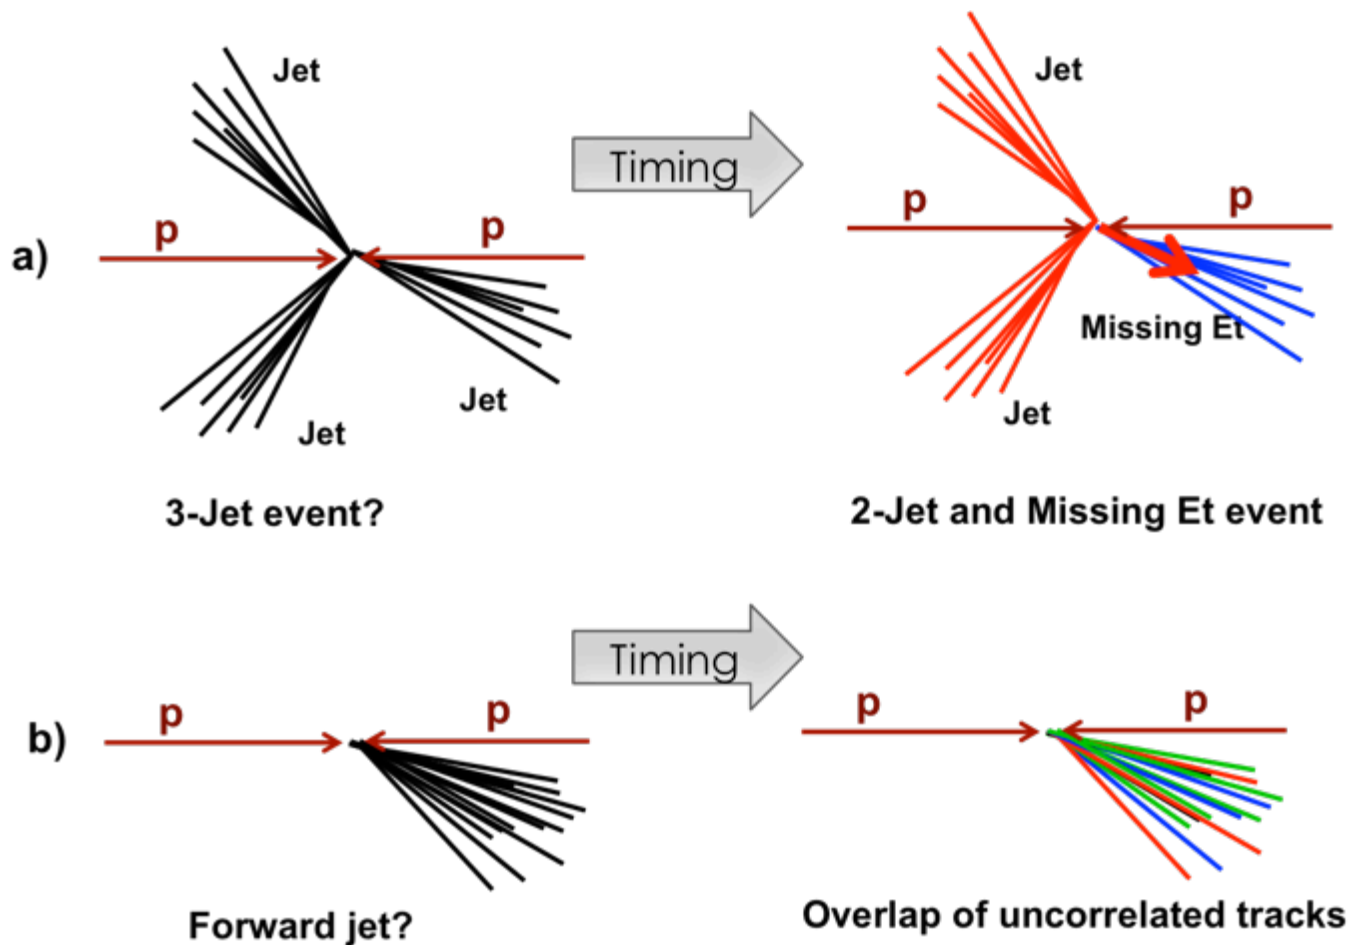 Jet
Jet
Timing
p
p
p
p
a)
Missing Et
Jet
Jet
Jet
3-Jet event?
2-Jet and Missing Et event
Timing
p
p
p
p
b)
Forward jet?
Overlap of uncorrelated tracks